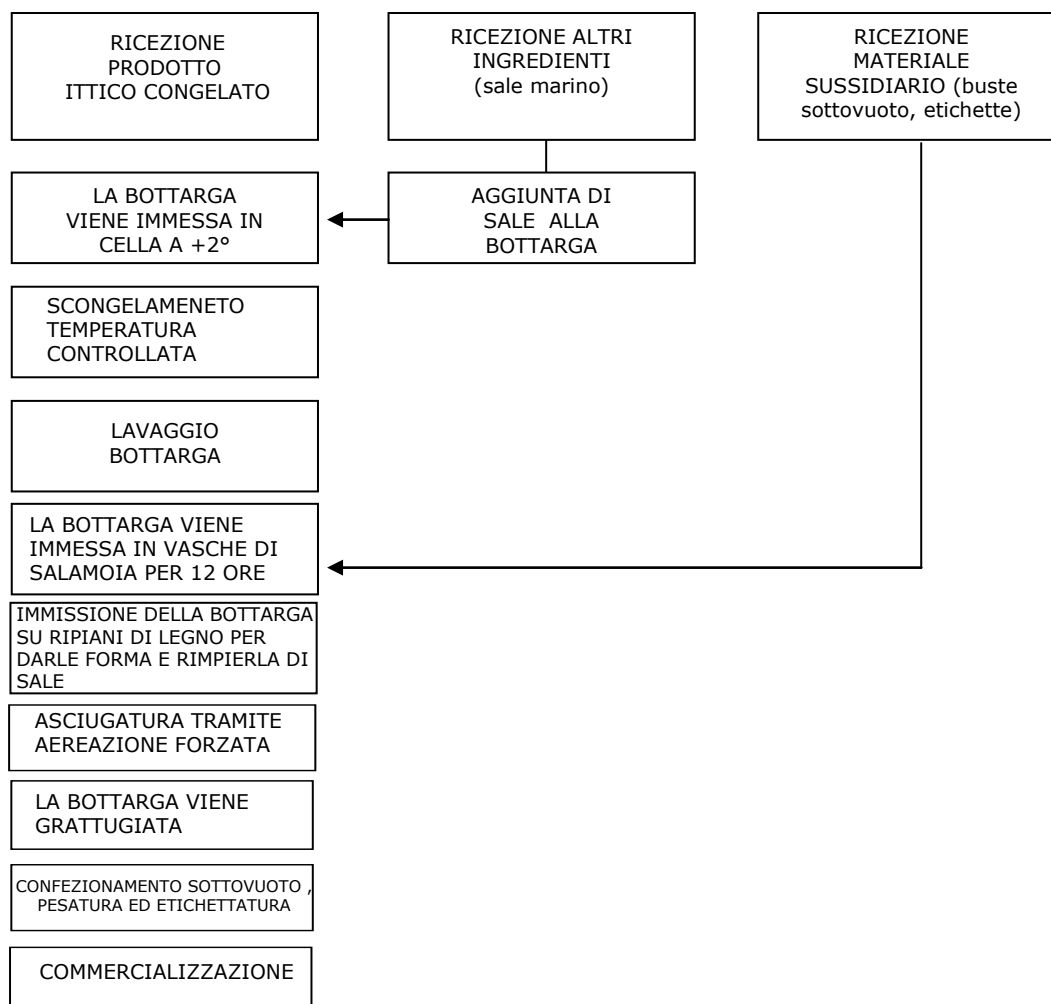 RICEZIONE
PRODOTTO
ITTICO CONGELATO
RICEZIONE ALTRI
INGREDIENTI
(sale marino)
RICEZIONE
MATERIALE
SUSSIDIARIO (buste
sottovuoto, etichette)
LA BOTTARGA
VIENE IMMESSA IN
CELLA A +2°
AGGIUNTA DI
SALE ALLA
BOTTARGA
SCONGELAMENETO
TEMPERATURA
CONTROLLATA
LAVAGGIO
BOTTARGA
LA BOTTARGA VIENE
IMMESSA IN VASCHE DI
SALAMOIA PER 12 ORE
IMMISSIONE DELLA BOTTARGA
SU RIPIANI DI LEGNO PER
DARLE FORMA E RIMPIERLA DI
SALE
ASCIUGATURA TRAMITE
AEREAZIONE FORZATA
LA BOTTARGA VIENE
GRATTUGIATA
CONFEZIONAMENTO SOTTOVUOTO ,
PESATURA ED ETICHETTATURA
COMMERCIALIZZAZIONE